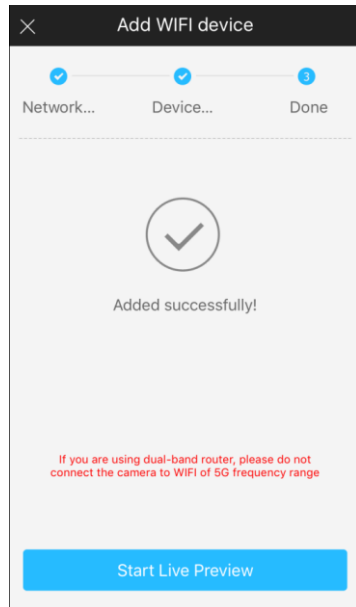 Add WIFI device
3
Network... Device... Done
Added successfully!
If you are using dual-band router, please do not
connect the camera to WIFI of 5G frequency range
Start Live Preview